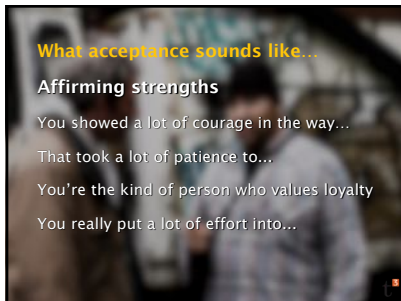 What acceptance sounds like...
Affirming strengths
You showed a lot of courage in the way...
That took a lot of patience to...
You're the kind of person who values loyalty
You really put a lot of effort into...
t3